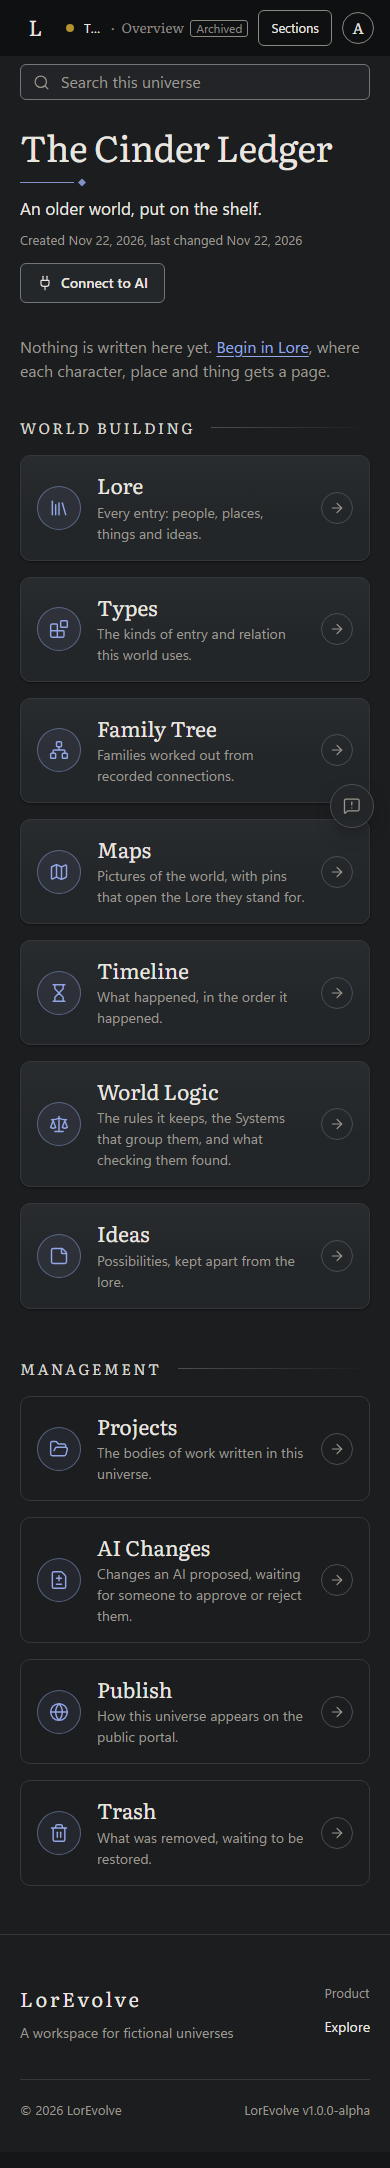 L T... · Overview Archived Sections A
Search this universe
The Cinder Ledger
An older world, put on the shelf.
Created Nov 22, 2026, last changed Nov 22, 2026
Connect to AI
Nothing is written here yet. Begin in Lore, where
each character, place and thing gets a page.
WORLD BUILDING
Lore
Every entry: people, places,
things and ideas.
Types
The kinds of entry and relation
this world uses.
Family Tree
Families worked out from
recorded connections.
Maps
Pictures of the world, with pins
that open the Lore they stand for.
Timeline
What happened, in the order it
happened.
World Logic
The rules it keeps, the Systems
that group them, and what
checking them found.
Ideas
Possibilities, kept apart from the
lore.
MANAGEMENT
Projects
The bodies of work written in this
universe.
AI Changes
Changes an AI proposed, waiting
for someone to approve or reject
them.
Publish
How this universe appears on the
public portal.
Trash
What was removed, waiting to be
restored.
LorEvolve
A workspace for fictional universes
Product
Explore
© 2026 LorEvolve
LorEvolve v1.0.0-alpha